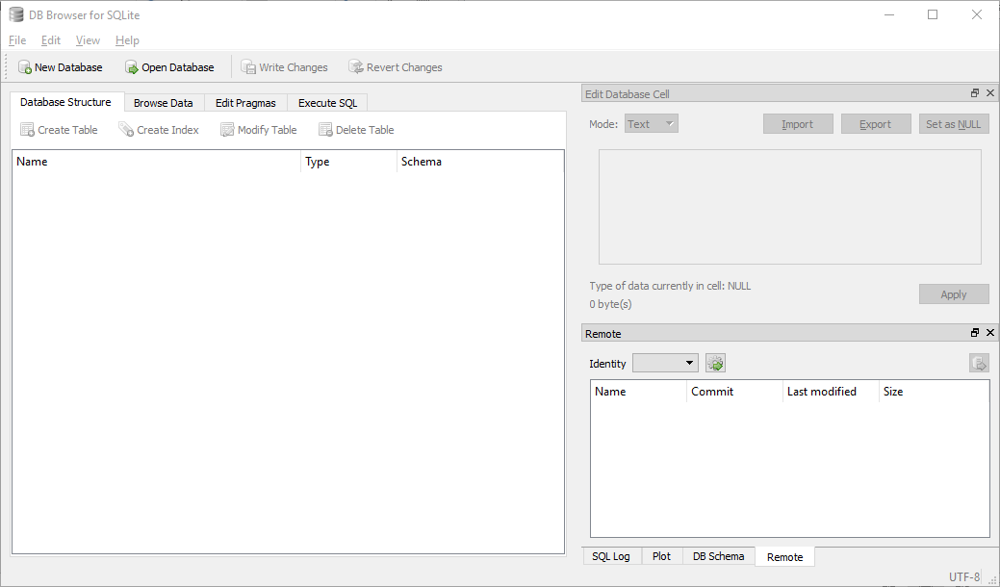 DB Browser for SQLite
File Edit View Help
New Database Open Database Write Changes Revert Changes
Database Structure Browse Data Edit Pragmas Execute SQL
Create Table Create Index Modify Table Delete Table
Name Type Schema
Edit Database Cell
Mode: Text Import Export Set as NULL
Type of data currently in cell: NULL
0 byte(s)
Apply
Remote
Identity
Name Commit Last modified Size
SQL Log Plot DB Schema Remote
UTF-8